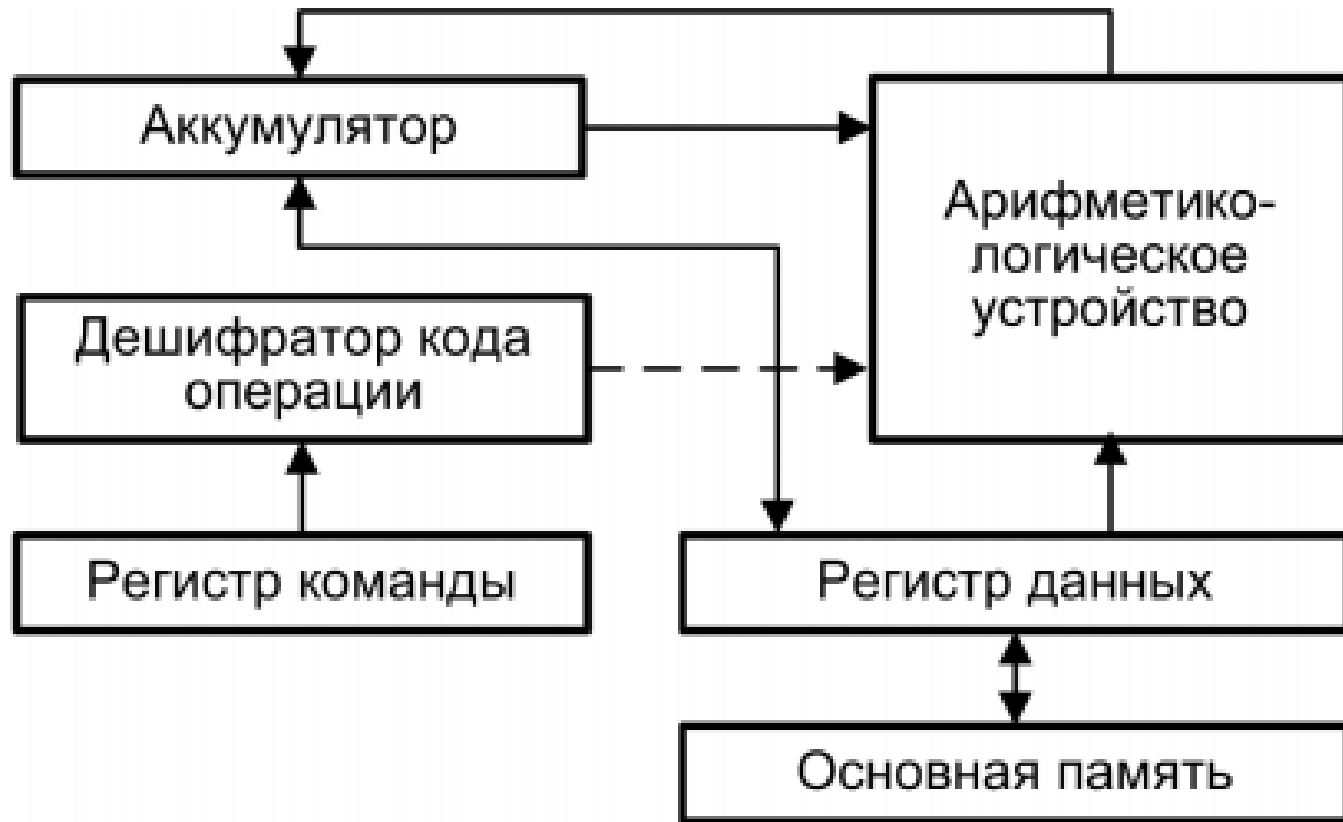 Аккумулятор
Арифметико-
логическое
устройство
Дешифратор кода
операции
Регистр команды
Регистр данных
Основная память